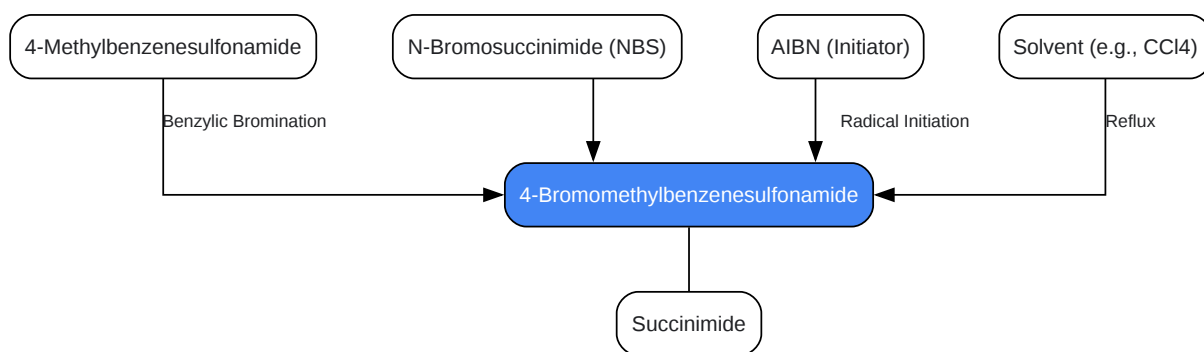 4-Methylbenzenesulfonamide
N-Bromosuccinimide (NBS)
AIBN (Initiator)
Solvent (e.g., CCl4)
Benzylic Bromination
Radical Initiation
Reflux
4-Bromomethylbenzenesulfonamide
Succinimide